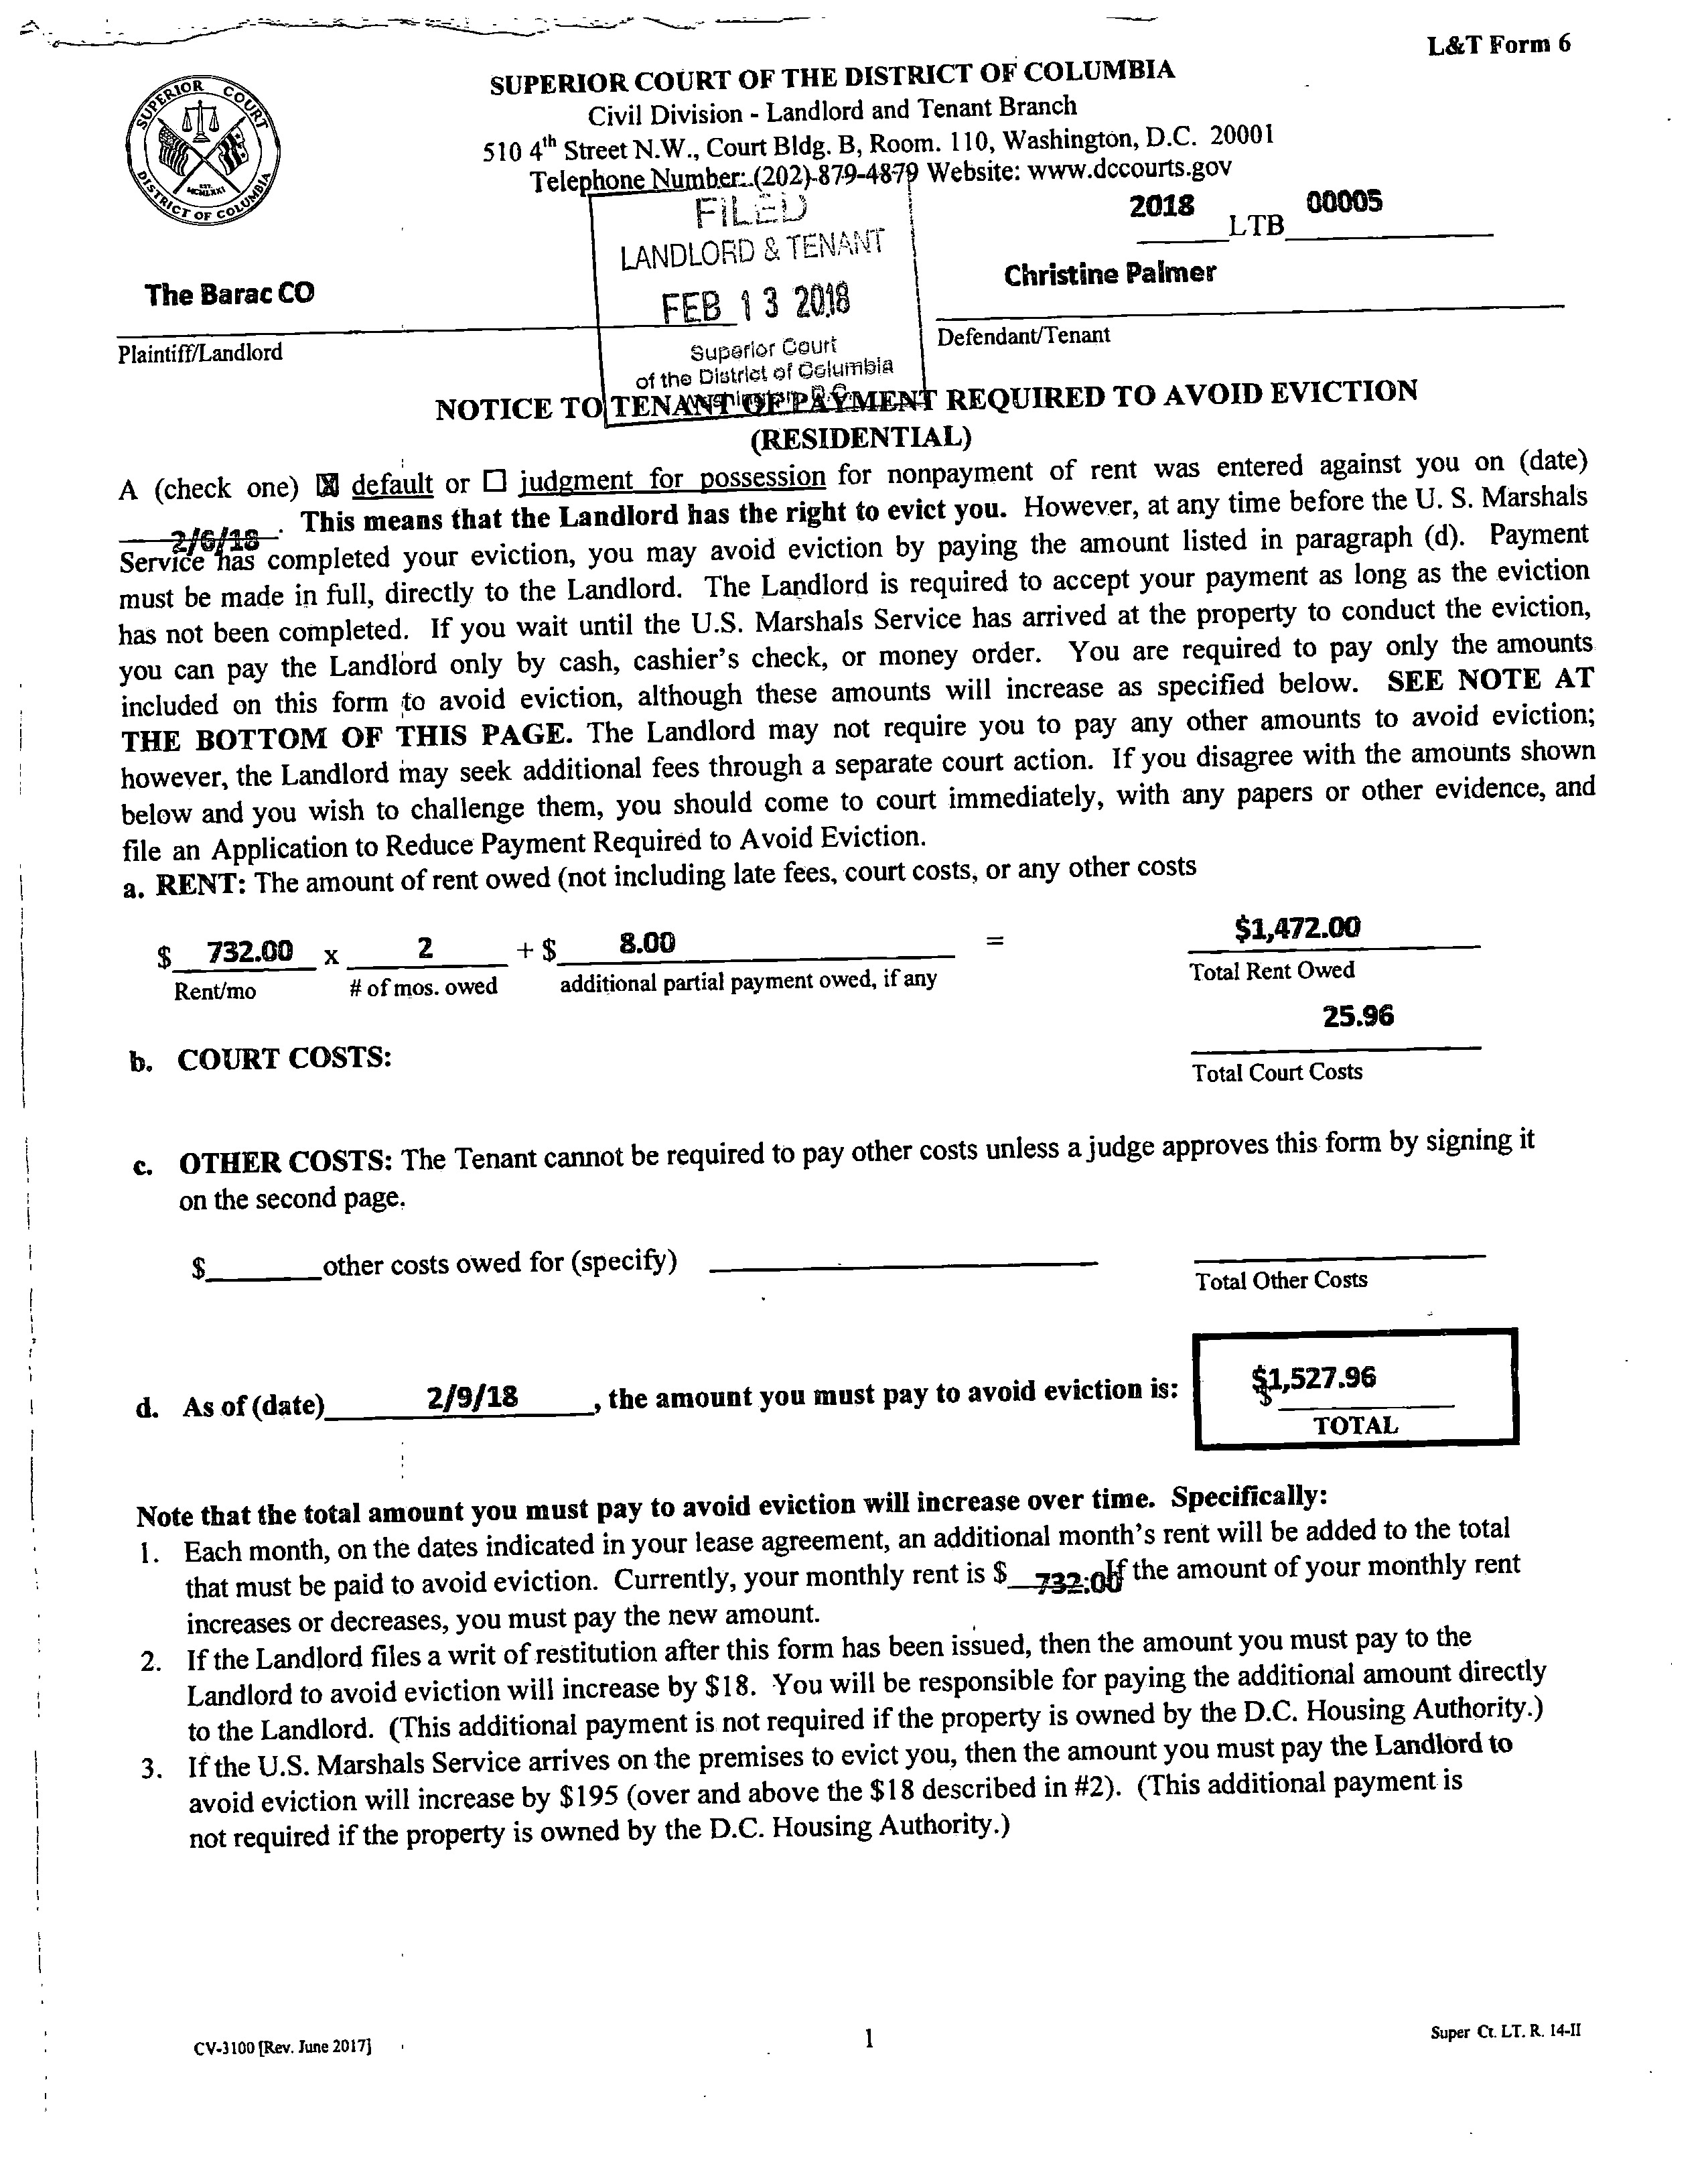 L&T Form 6
SUPERIOR COURT OF THE DISTRICT OF COLUMBIA
Civil Division - Landlord and Tenant Branch
510 4th Street N.W., Court Bldg. B, Room. 110, Washington, D.C. 20001
Telephone Number: (202) 879-4879 Website: www.dccourts.gov
SUPERIOR COURT
DISTRICT OF COLUMBIA
EST.
MCMLXXI
FILED
LANDLORD & TENANT
FEB 13 2018
Superior Court
of the District of Columbia
Washington, D.C.
2018 LTB 00005
The Barac CO
Plaintiff/Landlord
Christine Palmer
Defendant/Tenant
NOTICE TO TENANT OF PAYMENT REQUIRED TO AVOID EVICTION
(RESIDENTIAL)
A (check one) ☒ default or ☐ judgment for possession for nonpayment of rent was entered against you on (date)
2/6/18. This means that the Landlord has the right to evict you. However, at any time before the U. S. Marshals
Service has completed your eviction, you may avoid eviction by paying the amount listed in paragraph (d). Payment
must be made in full, directly to the Landlord. The Landlord is required to accept your payment as long as the eviction
has not been completed. If you wait until the U.S. Marshals Service has arrived at the property to conduct the eviction,
you can pay the Landlord only by cash, cashier's check, or money order. You are required to pay only the amounts
included on this form to avoid eviction, although these amounts will increase as specified below. SEE NOTE AT
THE BOTTOM OF THIS PAGE. The Landlord may not require you to pay any other amounts to avoid eviction;
however, the Landlord may seek additional fees through a separate court action. If you disagree with the amounts shown
below and you wish to challenge them, you should come to court immediately, with any papers or other evidence, and
file an Application to Reduce Payment Required to Avoid Eviction.
a. RENT: The amount of rent owed (not including late fees, court costs, or any other costs
$ 732.00 x 2 + $ 8.00 = $1,472.00
Rent/mo # of mos. owed additional partial payment owed, if any Total Rent Owed
25.96
b. COURT COSTS:
Total Court Costs
c. OTHER COSTS: The Tenant cannot be required to pay other costs unless a judge approves this form by signing it
on the second page.
$ other costs owed for (specify)
Total Other Costs
d. As of (date) 2/9/18, the amount you must pay to avoid eviction is: $1,527.96
TOTAL
Note that the total amount you must pay to avoid eviction will increase over time. Specifically:
1. Each month, on the dates indicated in your lease agreement, an additional month's rent will be added to the total
that must be paid to avoid eviction. Currently, your monthly rent is $ 732.00 If the amount of your monthly rent
increases or decreases, you must pay the new amount.
2. If the Landlord files a writ of restitution after this form has been issued, then the amount you must pay to the
Landlord to avoid eviction will increase by $18. You will be responsible for paying the additional amount directly
to the Landlord. (This additional payment is not required if the property is owned by the D.C. Housing Authority.)
3. If the U.S. Marshals Service arrives on the premises to evict you, then the amount you must pay the Landlord to
avoid eviction will increase by $195 (over and above the $18 described in #2). (This additional payment is
not required if the property is owned by the D.C. Housing Authority.)
CV-3100 [Rev. June 2017]
1
Super Ct. LT. R. 14-II